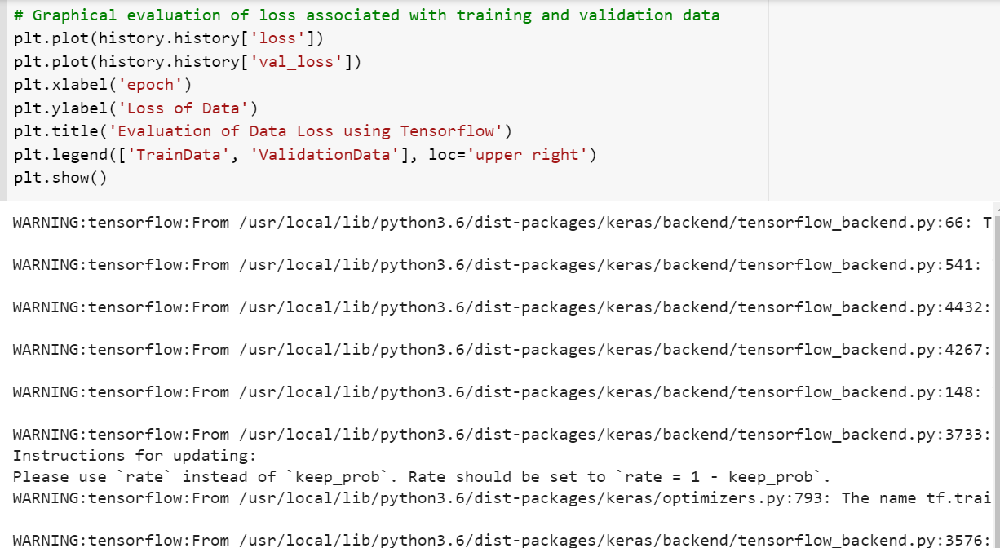 # Graphical evaluation of loss associated with training and validation data
plt.plot(history.history['loss'])
plt.plot(history.history['val_loss'])
plt.xlabel('epoch')
plt.ylabel('Loss of Data')
plt.title('Evaluation of Data Loss using Tensorflow')
plt.legend(['TrainData', 'ValidationData'], loc='upper right')
plt.show()
WARNING:tensorflow:From /usr/local/lib/python3.6/dist-packages/keras/backend/tensorflow_backend.py:66: T
WARNING:tensorflow:From /usr/local/lib/python3.6/dist-packages/keras/backend/tensorflow_backend.py:541:
WARNING:tensorflow:From /usr/local/lib/python3.6/dist-packages/keras/backend/tensorflow_backend.py:4432:
WARNING:tensorflow:From /usr/local/lib/python3.6/dist-packages/keras/backend/tensorflow_backend.py:4267:
WARNING:tensorflow:From /usr/local/lib/python3.6/dist-packages/keras/backend/tensorflow_backend.py:148:
WARNING:tensorflow:From /usr/local/lib/python3.6/dist-packages/keras/backend/tensorflow_backend.py:3733:
Instructions for updating:
Please use `rate` instead of `keep_prob`. Rate should be set to `rate = 1 - keep_prob`.
WARNING:tensorflow:From /usr/local/lib/python3.6/dist-packages/keras/optimizers.py:793: The name tf.trai
WARNING:tensorflow:From /usr/local/lib/python3.6/dist-packages/keras/backend/tensorflow_backend.py:3576: